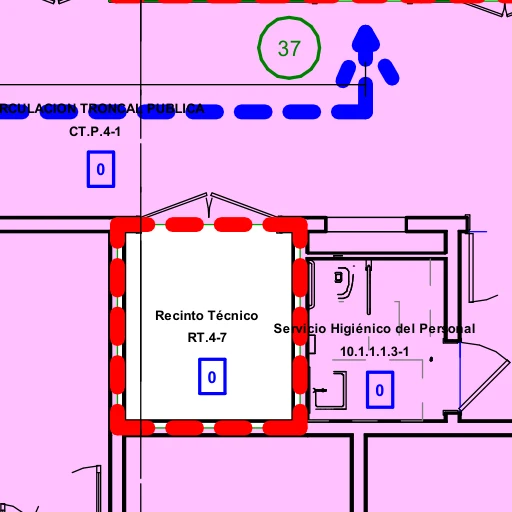 37
RCULACION TRONCAL PUBLICA
CT.P.4-1
0
Recinto Técnico
RT.4-7
0
Servicio Higiénico del Personal
10.1.1.1.3-1
0